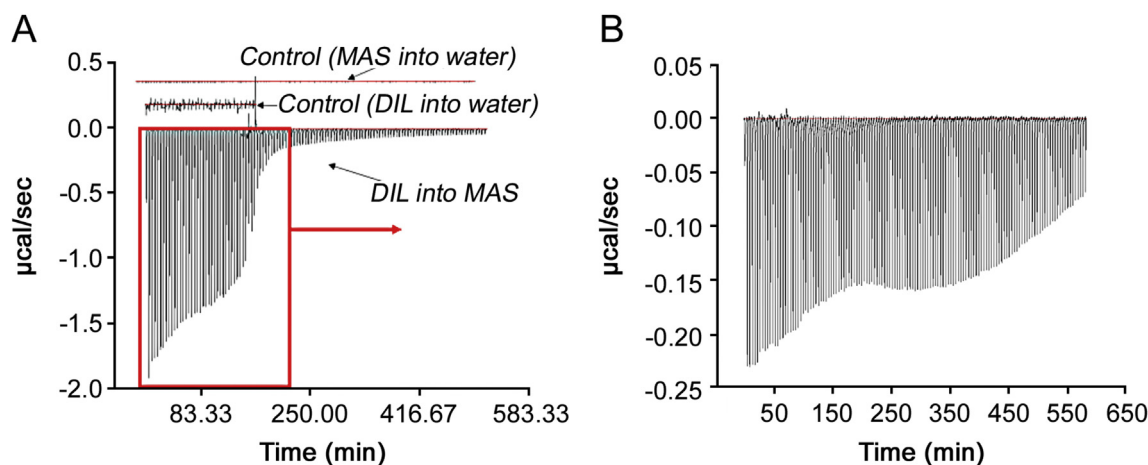 A
0.5
0.0
-0.5
-1.0
-1.5
-2.0
µcal/sec
Control (MAS into water)
Control (DIL into water)
DIL into MAS
83.33 250.00 416.67 583.33
Time (min)
B
0.05
0.00
-0.05
-0.10
-0.15
-0.20
-0.25
µcal/sec
50 150 250 350 450 550 650
Time (min)